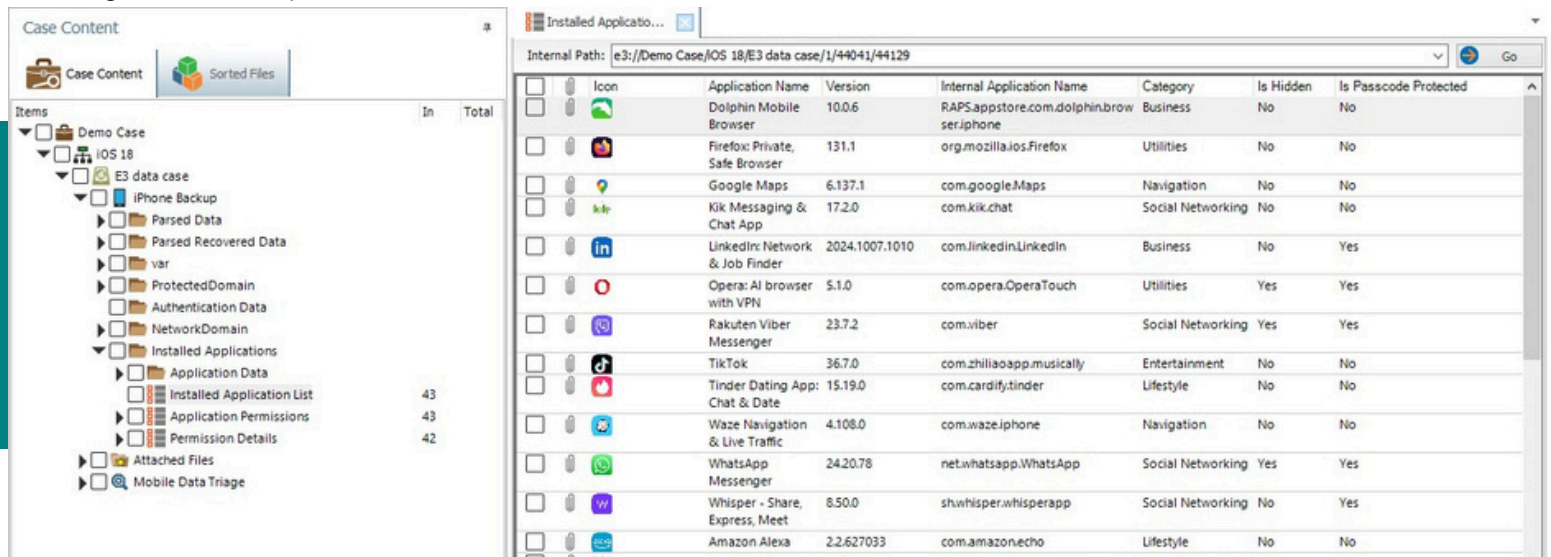 Case Content
Case Content
Sorted Files
Items In Total
Demo Case
iOS 18
E3 data case
iPhone Backup
Parsed Data
Parsed Recovered Data
var
ProtectedDomain
Authentication Data
NetworkDomain
Installed Applications
Application Data
Installed Application List 43
Application Permissions 43
Permission Details 42
Attached Files
Mobile Data Triage
Installed Applicatio...
Internal Path: e3://Demo Case/iOS 18/E3 data case/1/44041/44129 Go
Icon Application Name Version Internal Application Name Category Is Hidden Is Passcode Protected
Dolphin Mobile 10.0.6 RAPS.appstore.com.dolphin.brow Business No No
Browser ser.iphone
Firefox: Private, 131.1 org.mozilla.ios.Firefox Utilities No No
Safe Browser
Google Maps 6.137.1 com.google.Maps Navigation No No
kik Kik Messaging & 17.2.0 com.kik.chat Social Networking No No
Chat App
in LinkedIn: Network 2024.1007.1010 com.linkedin.LinkedIn Business No Yes
& Job Finder
Opera: AI browser 5.1.0 com.opera.OperaTouch Utilities Yes Yes
with VPN
Rakuten Viber 23.7.2 com.viber Social Networking Yes Yes
Messenger
TikTok 36.7.0 com.zhiliaoapp.musically Entertainment No No
Tinder Dating App: 15.19.0 com.cardify.tinder Lifestyle No No
Chat & Date
Waze Navigation 4.108.0 com.waze.iphone Navigation No No
& Live Traffic
WhatsApp 24.20.78 net.whatsapp.WhatsApp Social Networking Yes Yes
Messenger
Whisper - Share, 8.50.0 sh.whisper.whisperapp Social Networking No Yes
Express, Meet
Amazon Alexa 2.2.627033 com.amazon.echo Lifestyle No No